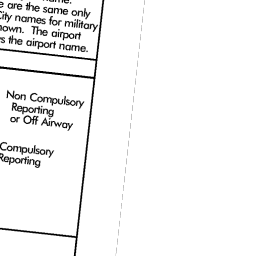 e are the same only
City names for military
nown. The airport
s the airport name.
Non Compulsory
Reporting
or Off Airway
Compulsory
Reporting